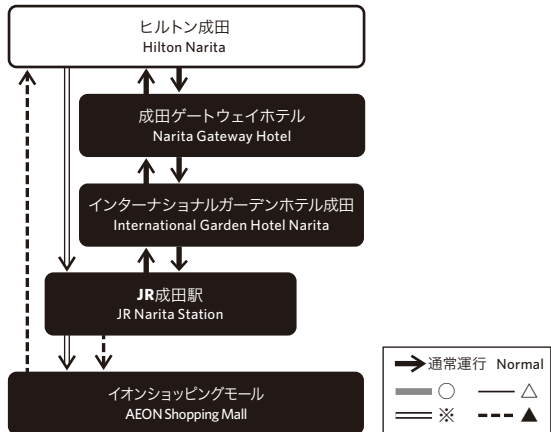 ヒルトン成田
Hilton Narita
成田ゲートウェイホテル
Narita Gateway Hotel
インターナショナルガーデンホテル成田
International Garden Hotel Narita
JR成田駅
JR Narita Station
イオンショッピングモール
AEON Shopping Mall
通常運行 Normal
○ △
※ ▲